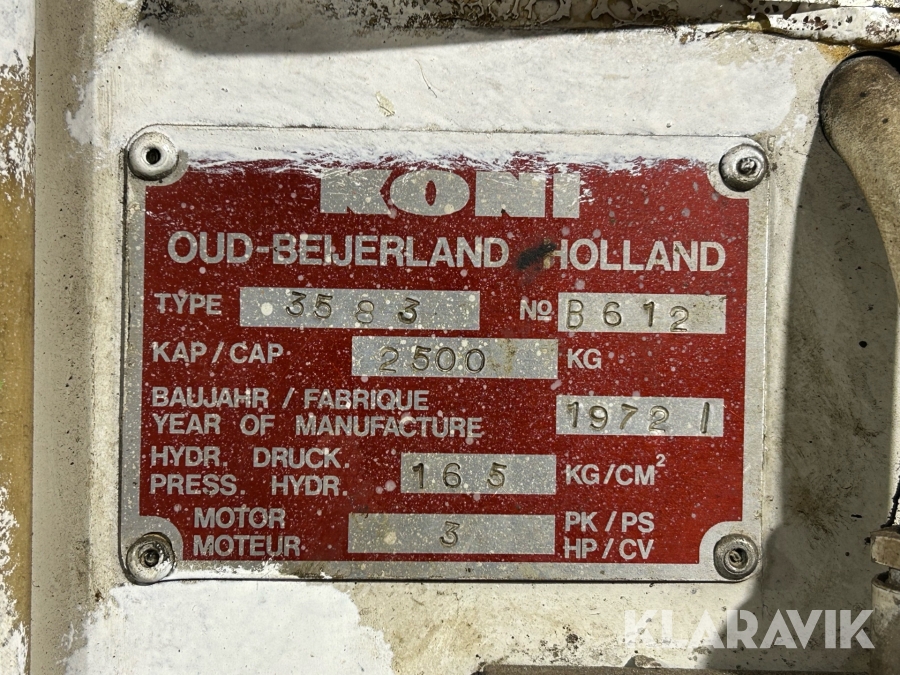 KONI
OUD-BEIJERLAND HOLLAND
TYPE 3583 No B612
KAP/CAP 2500 KG
BAUJAHR / FABRIQUE
YEAR OF MANUFACTURE 1972 I
HYDR. DRUCK.
PRESS. HYDR. 165 KG/CM²
MOTOR
MOTEUR 3 PK/PS
HP/CV
KLARAVIK